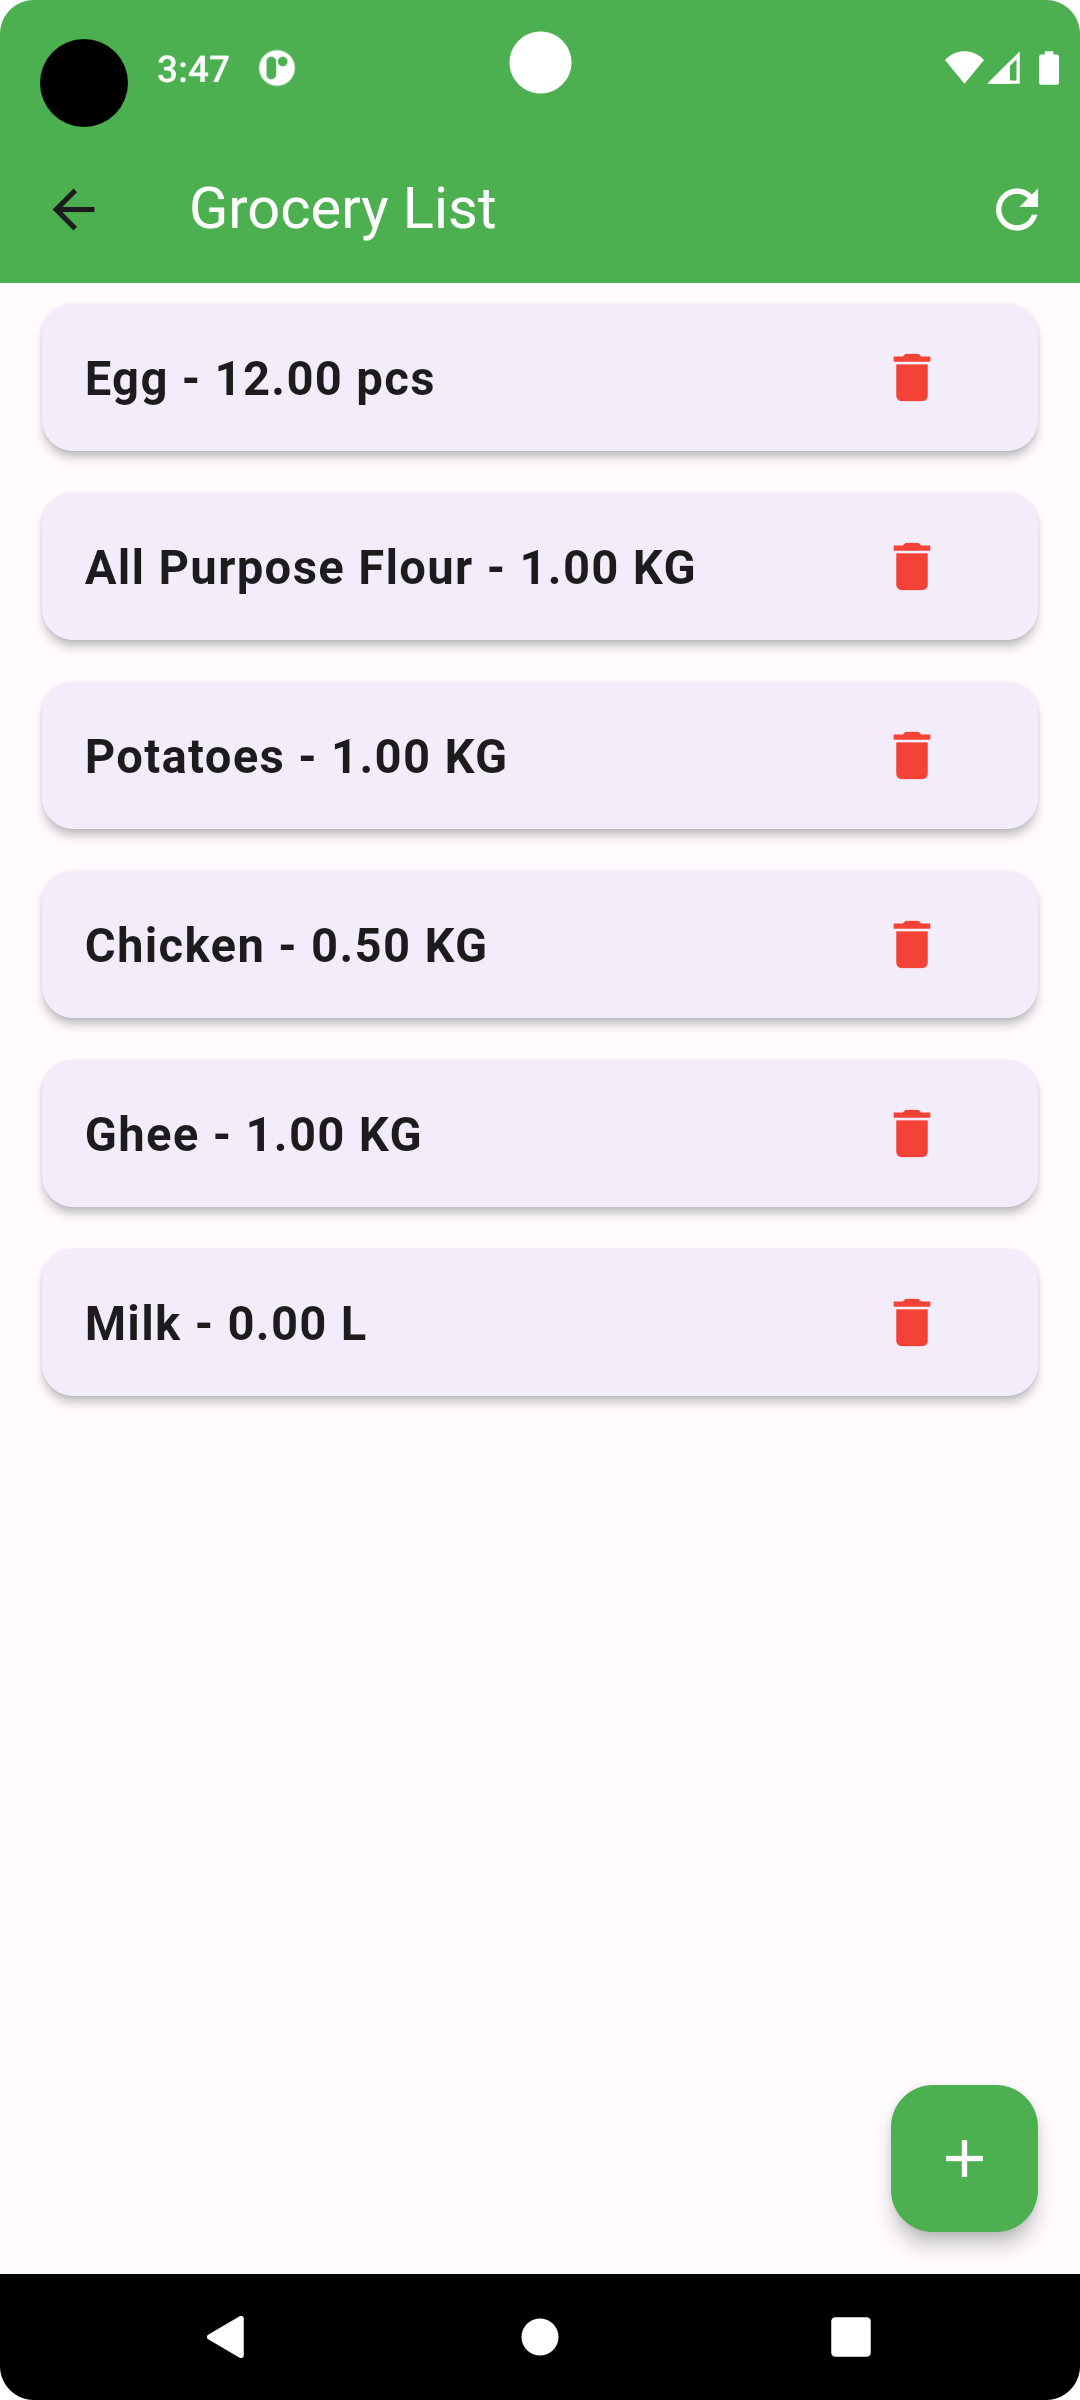 3:47
Grocery List
Egg - 12.00 pcs
All Purpose Flour - 1.00 KG
Potatoes - 1.00 KG
Chicken - 0.50 KG
Ghee - 1.00 KG
Milk - 0.00 L